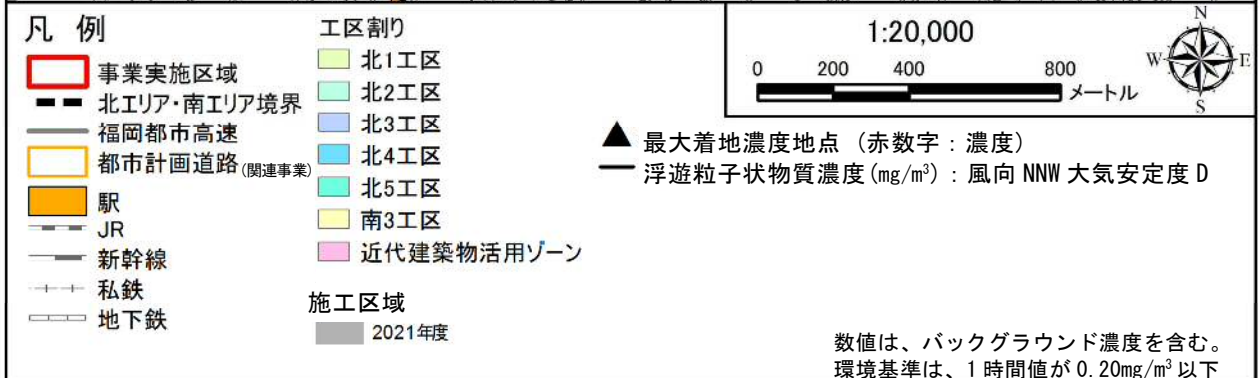 凡 例
事業実施区域
北エリア・南エリア境界
福岡都市高速
都市計画道路(関連事業)
駅
JR
新幹線
私鉄
地下鉄
工区割り
北1工区
北2工区
北3工区
北4工区
北5工区
南3工区
近代建築物活用ゾーン
施工区域
2021年度
1:20,000
0 200 400 800
メートル
N
W E
S
▲ 最大着地濃度地点 (赤数字:濃度)
浮遊粒子状物質濃度(mg/m³):風向 NNW 大気安定度 D
数値は、バックグラウンド濃度を含む。
環境基準は、1時間値が 0.20mg/m³以下